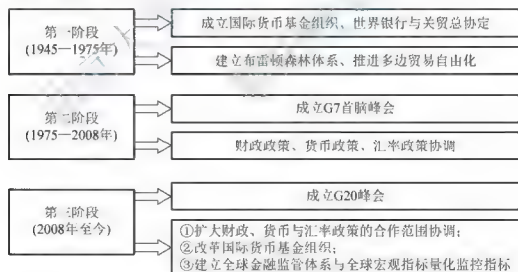 第一阶段
(1945—1975年)
成立国际货币基金组织、世界银行与关贸总协定
建立布雷顿森林体系、推进多边贸易自由化
第二阶段
(1975—2008年)
成立G7首脑峰会
财政政策、货币政策、汇率政策协调
第三阶段
(2008年至今)
成立G20峰会
①扩大财政、货币与汇率政策的合作范围协调;
②改革国际货币基金组织;
③建立全球金融监管体系与全球宏观指标量化监控指标